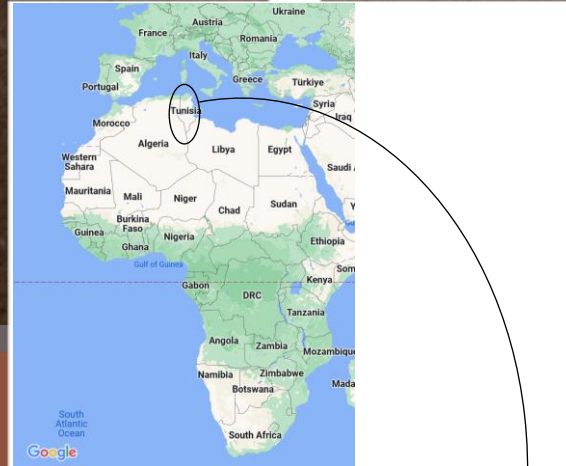 Ukraine
Austria
France
Romania
Italy
Spain
Greece
Türkiye
Portugal
Tunisia
Syria
Iraq
Morocco
Algeria
Libya
Egypt
Western
Sahara
Saudi
Mauritania
Mali
Niger
Chad
Sudan
Burkina
Faso
Guinea
Nigeria
Ethiopia
Ghana
Gulf of Guinea
Som
Gabon
Kenya
DRC
Tanzania
Angola
Zambia
Mozambique
Namibia
Zimbabwe
Mada
Botswana
South
Atlantic
Ocean
South Africa
Google